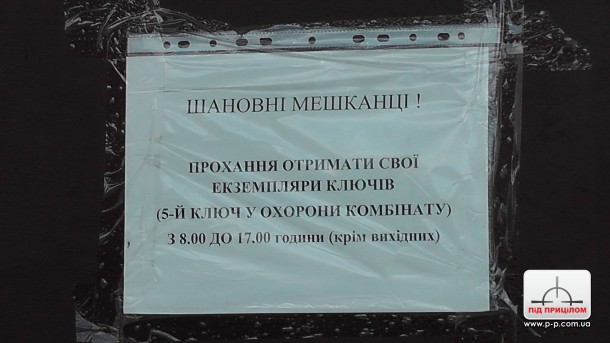 ШАНОВНІ МЕШКАНЦІ !
ПРОХАННЯ ОТРИМАТИ СВОЇ
ЕКЗЕМПЛЯРИ КЛЮЧІВ
(5-Й КЛЮЧ У ОХОРОНИ КОМБІНАТУ)
З 8.00 ДО 17.00 години (крім вихідних)
ПІД ПРИЦІЛОМ
www.p-p.com.ua